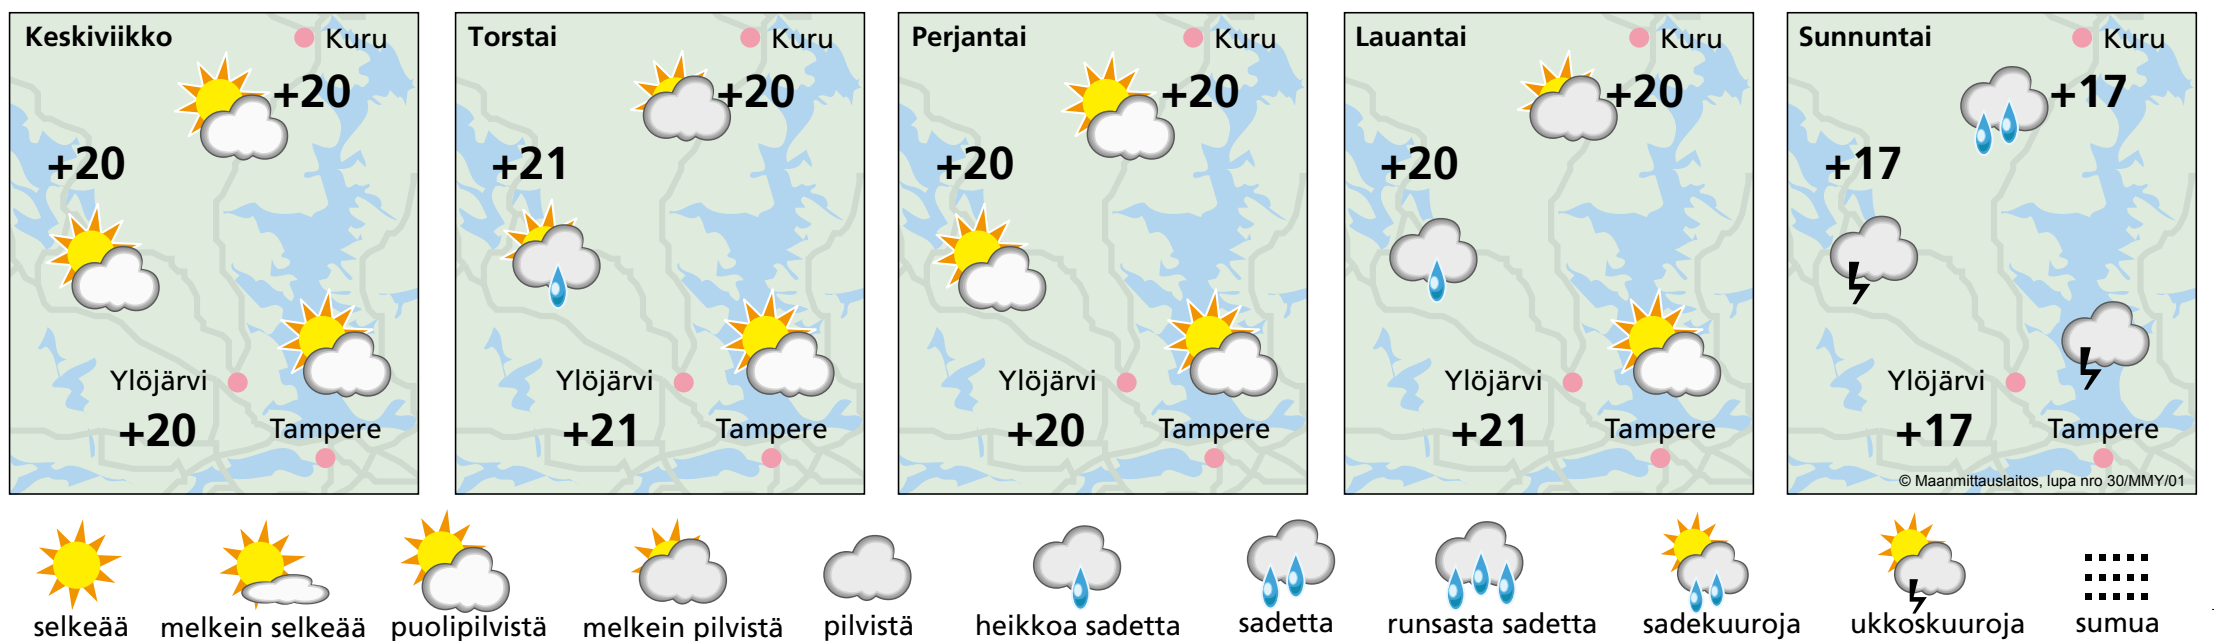 Keskiviikko
Kuru
+20
+20
Ylöjärvi
+20
Tampere
Torstai
Kuru
+20
+21
Ylöjärvi
+21
Tampere
Perjantai
Kuru
+20
+20
Ylöjärvi
+20
Tampere
Lauantai
Kuru
+20
+20
Ylöjärvi
+21
Tampere
Sunnuntai
Kuru
+17
+17
Ylöjärvi
+17
Tampere
© Maanmittauslaitos, lupa nro 30/MMY/01
selkeää
melkein selkeää
puolipilvistä
melkein pilvistä
pilvistä
heikkoa sadetta
sadetta
runsasta sadetta
sadekuuroja
ukkoskuuroja
sumua